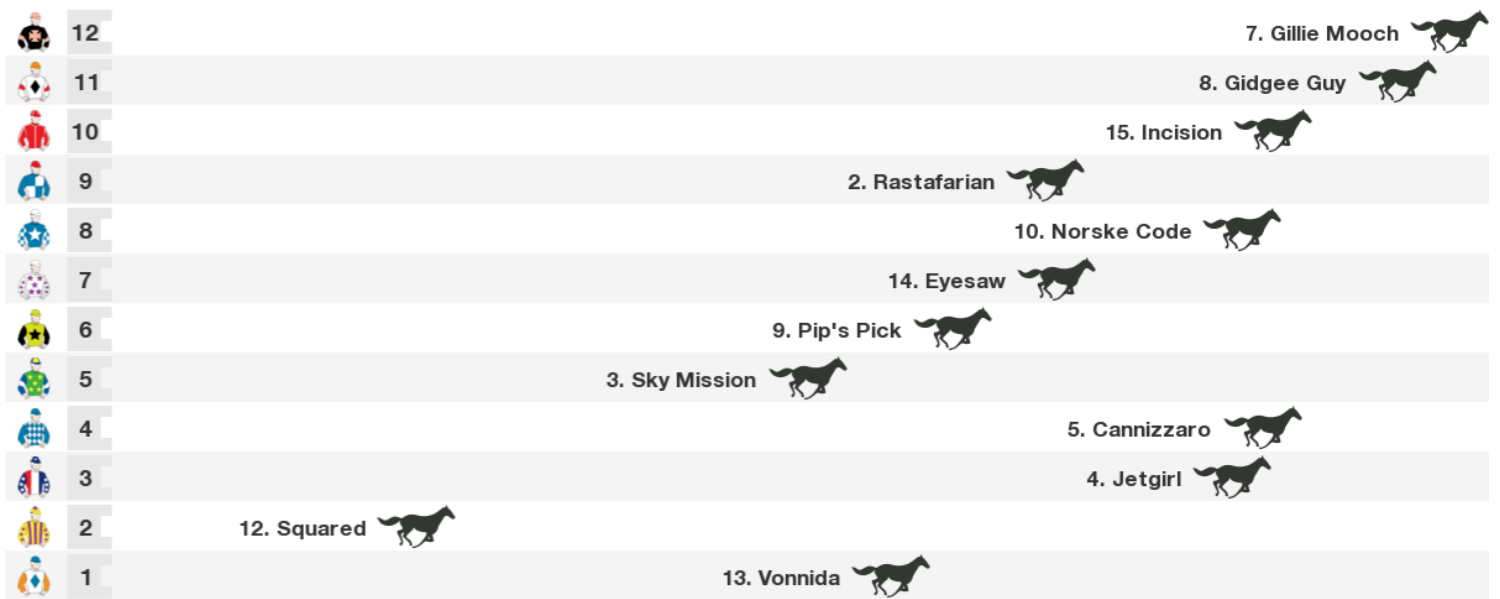 12 7. Gillie Mooch
11 8. Gidgee Guy
10 15. Incision
9 2. Rastafarian
8 10. Norske Code
7 14. Eyesaw
6 9. Pip's Pick
5 3. Sky Mission
4 5. Cannizzaro
3 4. Jetgirl
2 12. Squared
1 13. Vonnida